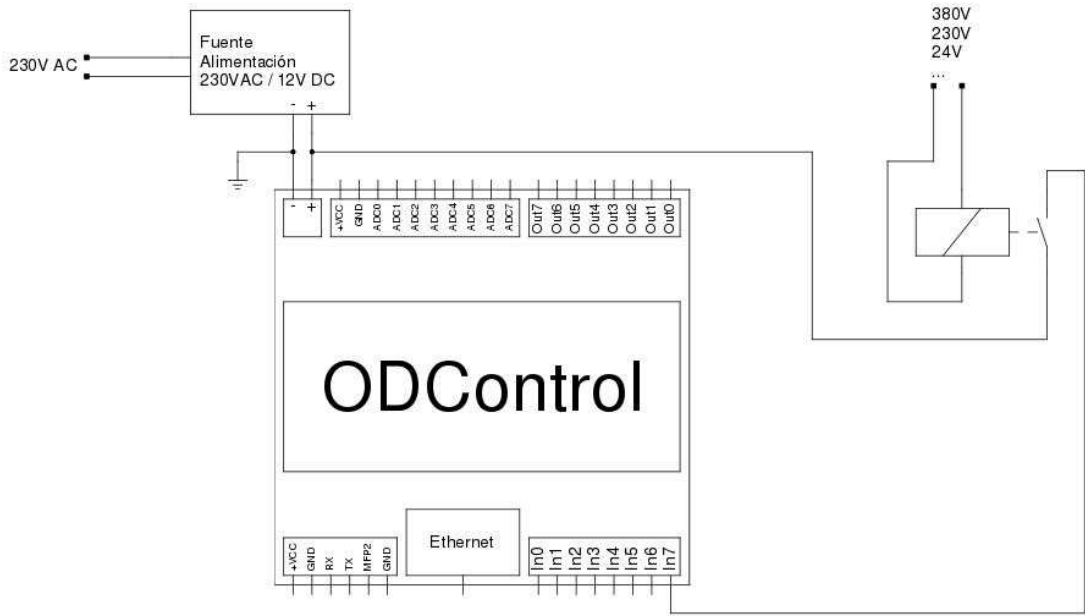 380V
230V
24V
...
230V AC
Fuente
Alimentación
230VAC / 12V DC
- +
- +
+VCC
GND
ADC0
ADC1
ADC2
ADC3
ADC4
ADC5
ADC6
ADC7
Out7
Out6
Out5
Out4
Out3
Out2
Out1
Out0
ODControl
+VCC
GND
RX
TX
MFP2
GND
Ethernet
In0
In1
In2
In3
In4
In5
In6
In7